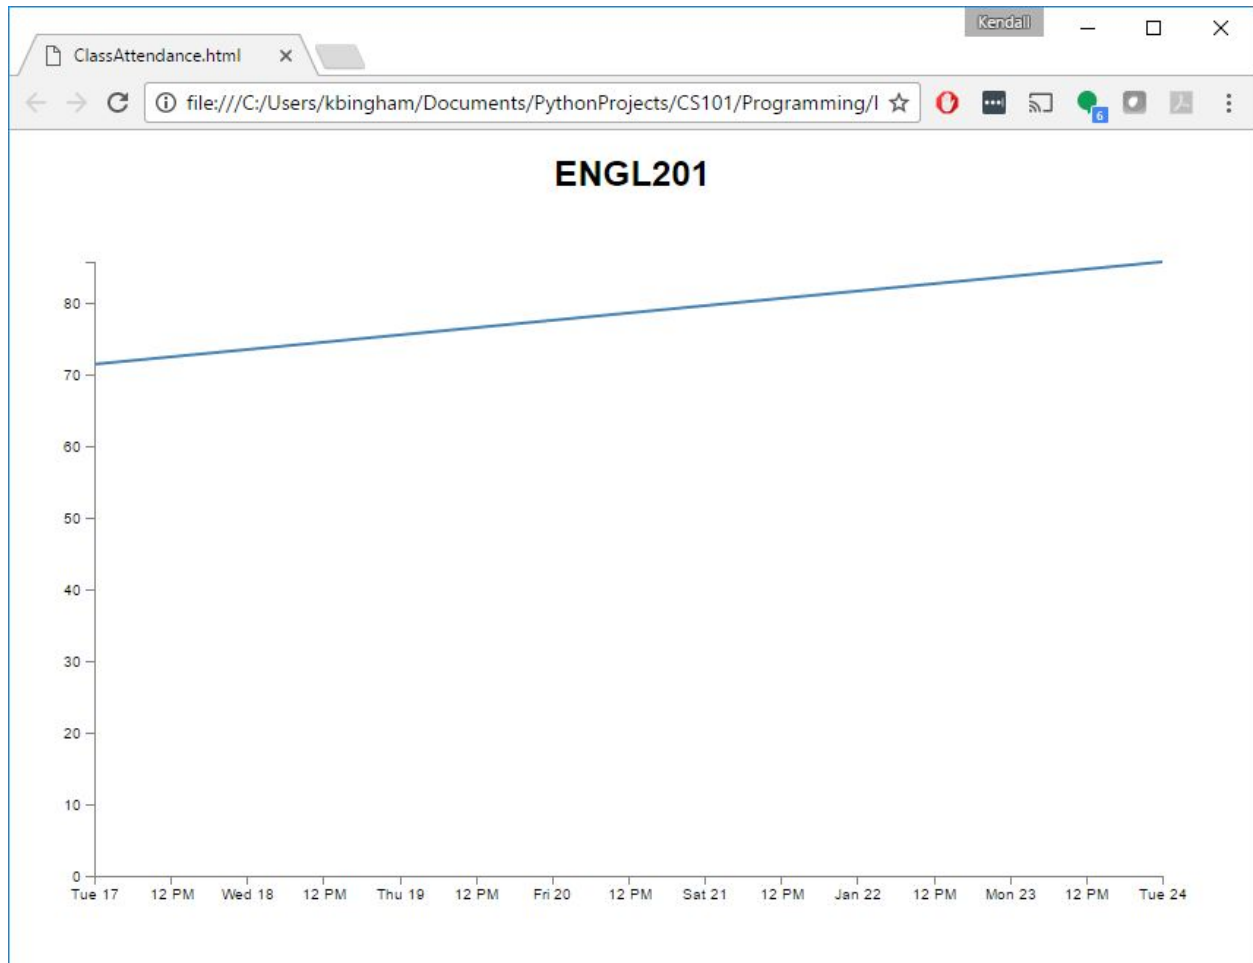 Kendall
ClassAttendance.html
file:///C:/Users/kbingham/Documents/PythonProjects/CS101/Programming/I
6
ENGL201
80
70
60
50
40
30
20
10
0
Tue 17 12 PM Wed 18 12 PM Thu 19 12 PM Fri 20 12 PM Sat 21 12 PM Jan 22 12 PM Mon 23 12 PM Tue 24